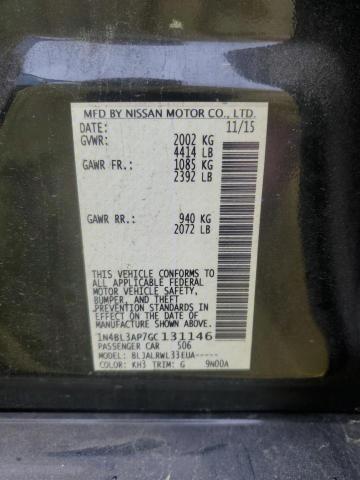 MFD BY NISSAN MOTOR CO., LTD.
DATE: 11/15
GVWR: 2002 KG
4414 LB
GAWR FR.: 1085 KG
2392 LB
GAWR RR.: 940 KG
2072 LB
THIS VEHICLE CONFORMS TO ALL
APPLICABLE FEDERAL
MOTOR VEHICLE SAFETY,
BUMPER, AND THEFT
PREVENTION STANDARDS IN
EFFECT ON THE DATE OF
MANUFACTURE SHOWN ABOVE.
1N4BL3AP7GC131146
PASSENGER CAR 506
MODEL: BLJALRWL33EUA-----
COLOR: KH3 TRIM: G 9N00A